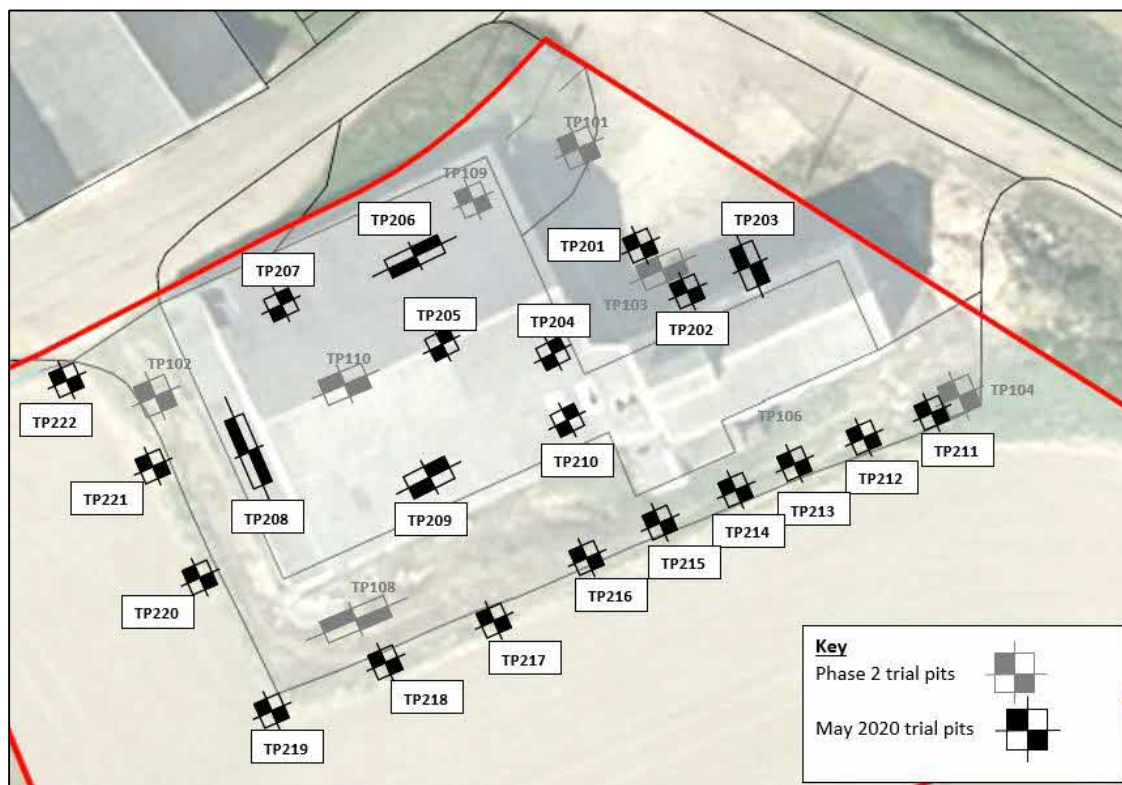 TP101
TP109
TP206
TP201
TP203
TP207
TP103
TP202
TP205
TP204
TP110
TP102
TP222
TP106
TP104
TP211
TP212
TP210
TP221
TP208
TP209
TP213
TP214
TP215
TP216
TP220
TP108
TP217
TP218
TP219
Key
Phase 2 trial pits
May 2020 trial pits